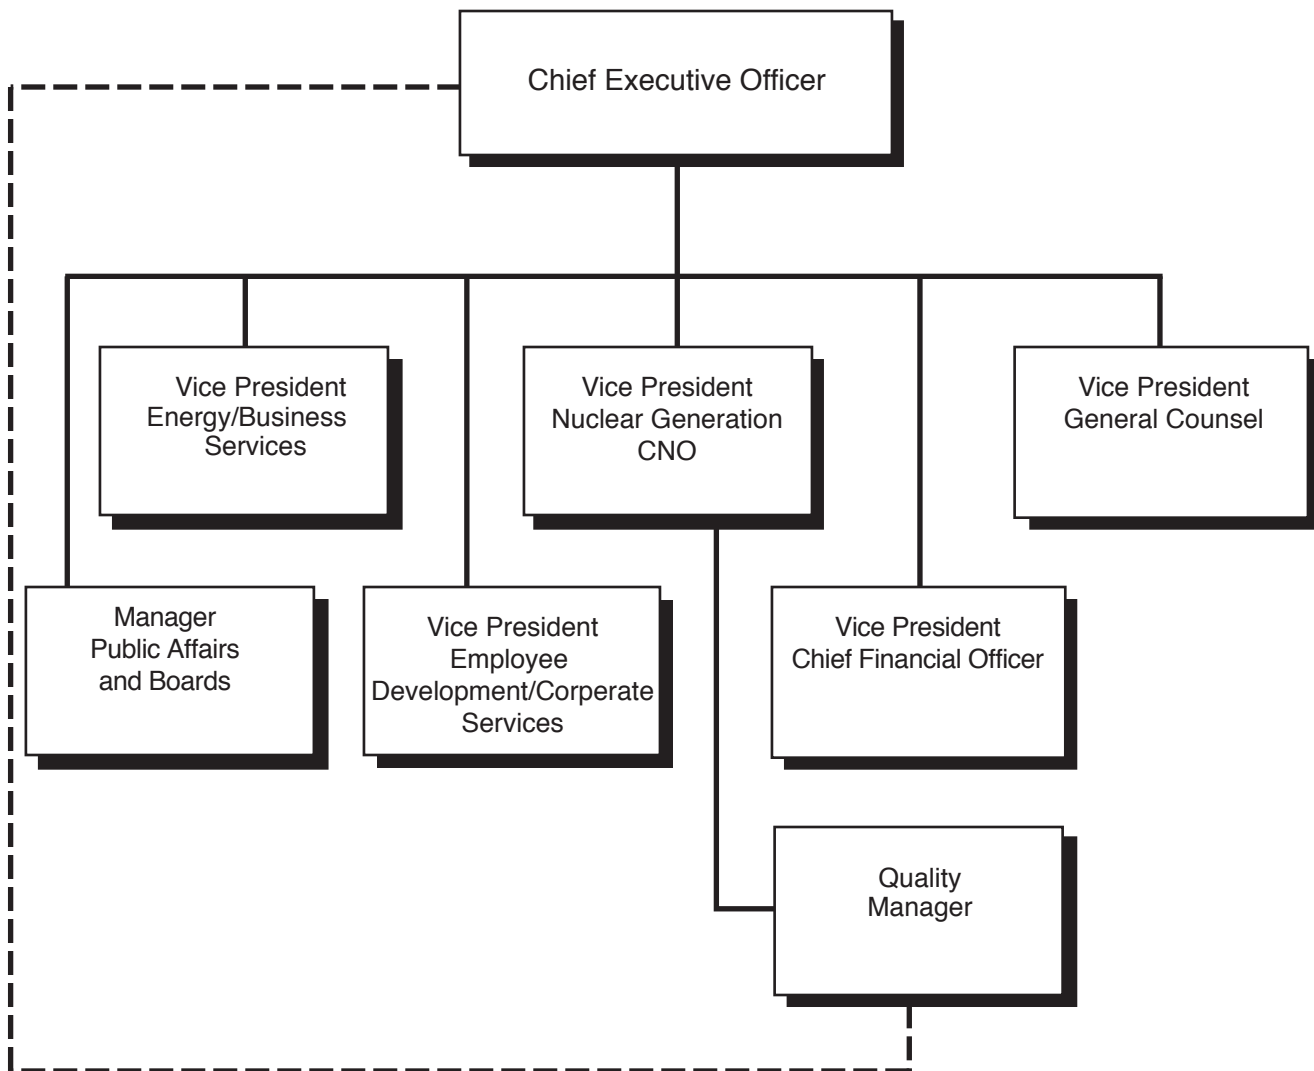 Chief Executive Officer
Vice President
Energy/Business
Services
Vice President
Nuclear Generation
CNO
Vice President
General Counsel
Manager
Public Affairs
and Boards
Vice President
Employee
Development/Corperate
Services
Vice President
Chief Financial Officer
Quality
Manager